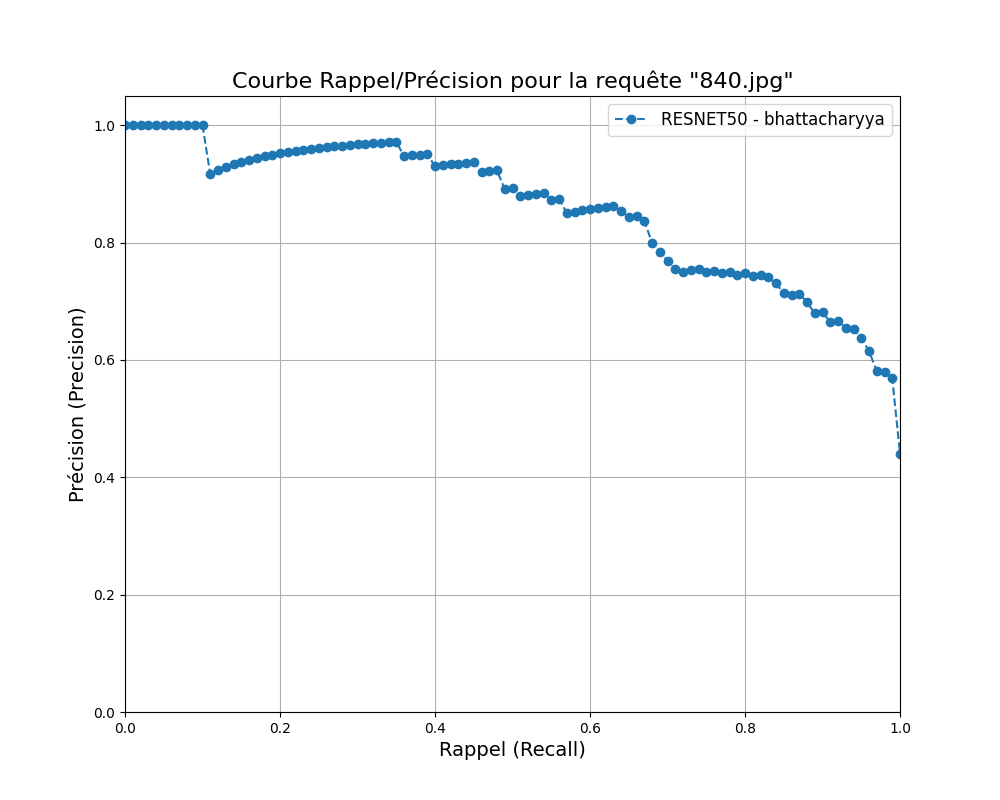 Courbe Rappel/Précision pour la requête "840.jpg"
RESNET50 - bhattacharyya
1.0
0.8
0.6
0.4
0.2
0.0
Précision (Precision)
0.0 0.2 0.4 0.6 0.8 1.0
Rappel (Recall)